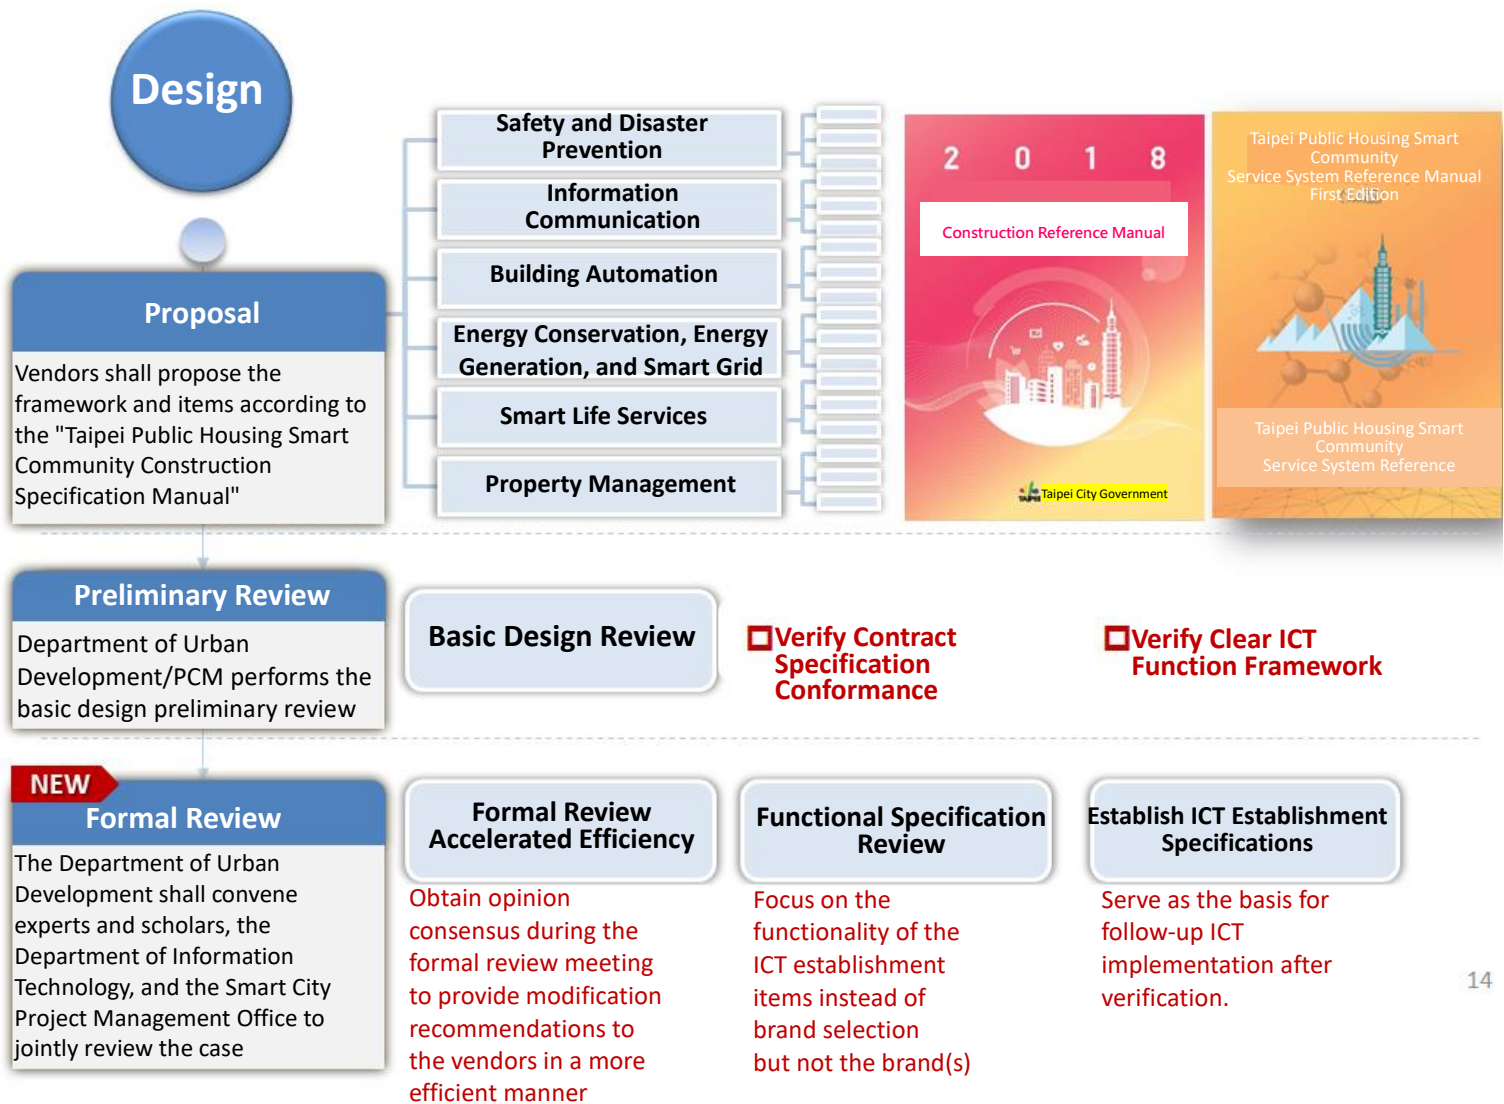 Design
Proposal
Vendors shall propose the
framework and items according to
the "Taipei Public Housing Smart
Community Construction
Specification Manual"
Safety and Disaster
Prevention
Information
Communication
Building Automation
Energy Conservation, Energy
Generation, and Smart Grid
Smart Life Services
Property Management
2 0 1 8
Construction Reference Manual
Taipei City Government
Taipei Public Housing Smart
Community
Service System Reference Manual
First Edition
Taipei Public Housing Smart
Community
Service System Reference
Preliminary Review
Department of Urban
Development/PCM performs the
basic design preliminary review
Basic Design Review
Verify Contract
Specification
Conformance
Verify Clear ICT
Function Framework
NEW
Formal Review
The Department of Urban
Development shall convene
experts and scholars, the
Department of Information
Technology, and the Smart City
Project Management Office to
jointly review the case
Formal Review
Accelerated Efficiency
Obtain opinion
consensus during the
formal review meeting
to provide modification
recommendations to
the vendors in a more
efficient manner
Functional Specification
Review
Focus on the
functionality of the
ICT establishment
items instead of
brand selection
but not the brand(s)
Establish ICT Establishment
Specifications
Serve as the basis for
follow-up ICT
implementation after
verification.
14